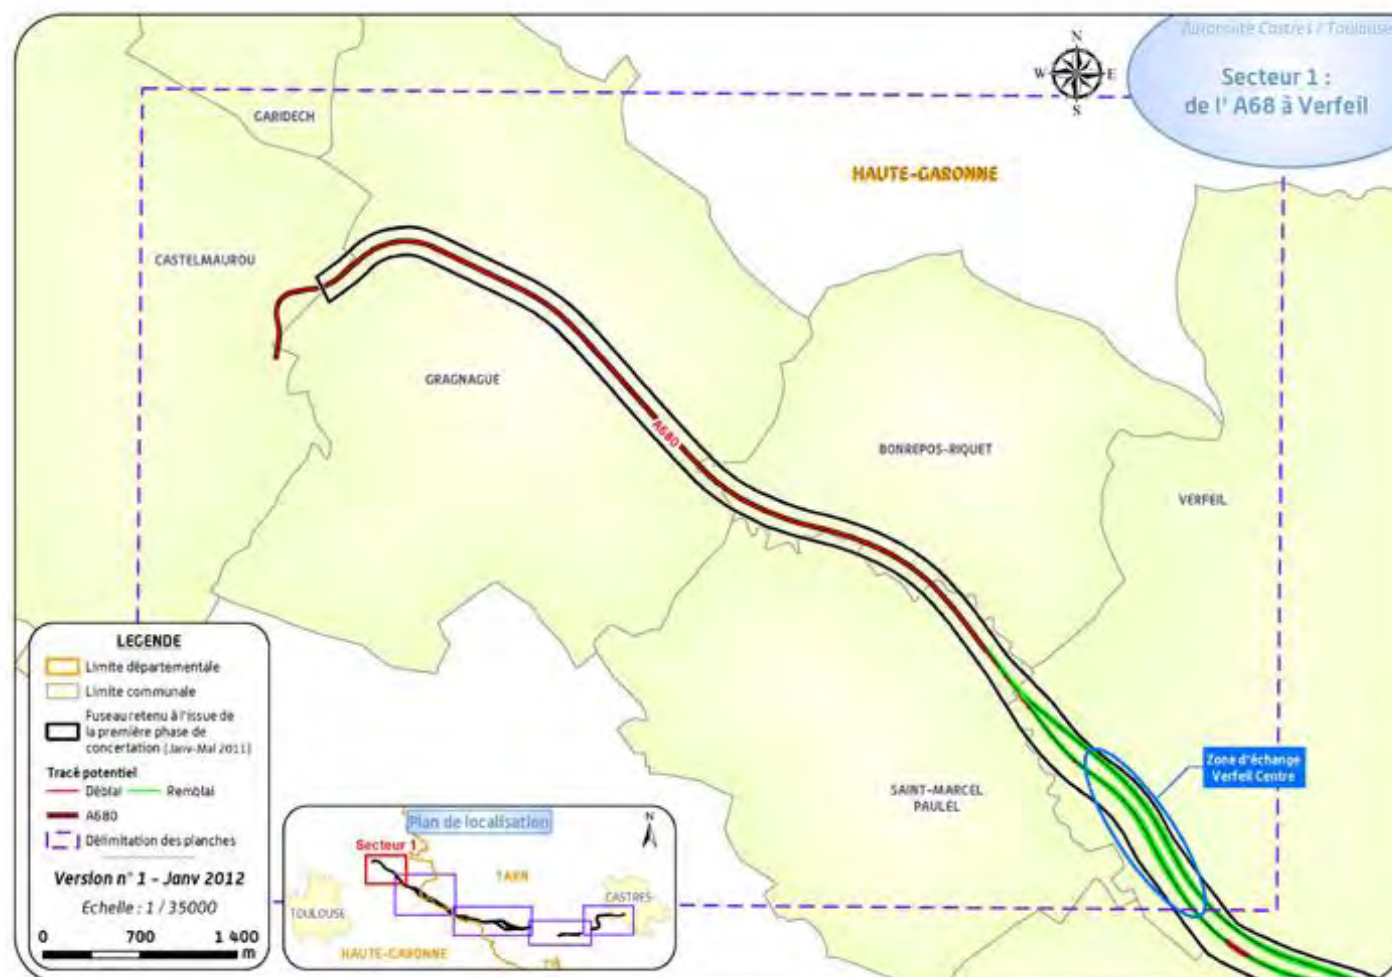 Autoroute Castres / Toulouse
Secteur 1 :
de l' A68 à Verfeil
N
W
E
S
GARIDECH
HAUTE-GARONNE
CASTELMAUROU
GRAGNAGUE
A680
BONREPOS-RIQUET
VERFEIL
SAINT-MARCEL
PAULEL
Zone d'échange
Verfeil Centre
LEGENDE
Limite départementale
Limite communale
Fuseau retenu à l'issue de
la première phase de
concertation (Janv-Mai 2011)
Tracé potentiel
Déblai
Remblai
A680
Délimitation des planches
Version n° 1 - Janv 2012
Echelle : 1 / 35000
0
700
1 400
m
Plan de localisation
N
Secteur 1
TARN
TOULOUSE
CASTRES
HAUTE-GARONNE